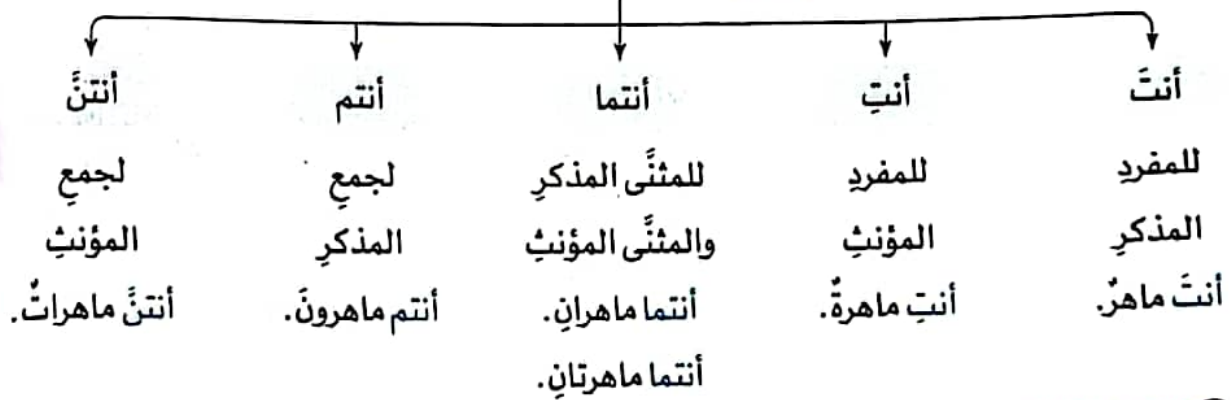 أنتَ أنتِ أنتما أنتم أنتنَّ
للمفردِ للمفردِ للمثنَّى المذكرِ لجمعِ لجمعِ
المذكرِ المؤنثِ والمثنَّى المؤنثِ المذكرِ المؤنثِ
أنتَ ماهرٌ. أنتِ ماهرةٌ. أنتما ماهرانِ. أنتم ماهرونَ. أنتنَّ ماهراتٌ.
أنتما ماهرتانِ.